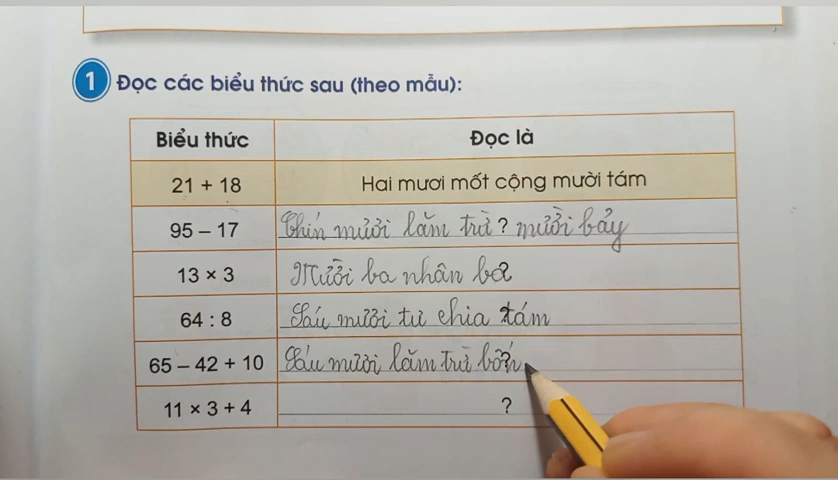 1 Đọc các biểu thức sau (theo mẫu):
Biểu thức Đọc là
21 + 18 Hai mươi mốt cộng mười tám
95 – 17 Chín mươi lăm trừ ? mười bảy
13 × 3 Mười ba nhân ba ?
64 : 8 Sáu mươi tư chia tám
65 – 42 + 10 Sáu mươi lăm trừ bốn ?
11 × 3 + 4 ?